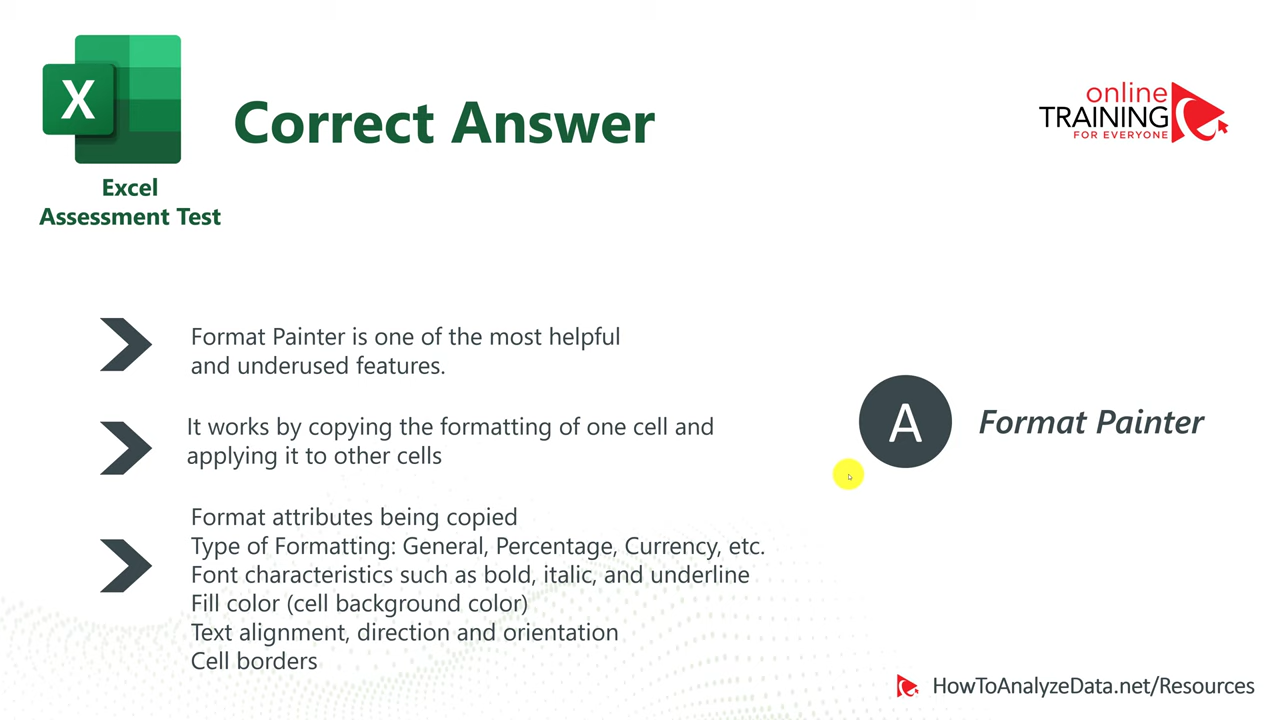 X
Excel
Assessment Test
Correct Answer
online
TRAINING
FOR EVERYONE
Format Painter is one of the most helpful
and underused features.
It works by copying the formatting of one cell and
applying it to other cells
Format attributes being copied
Type of Formatting: General, Percentage, Currency, etc.
Font characteristics such as bold, italic, and underline
Fill color (cell background color)
Text alignment, direction and orientation
Cell borders
A
Format Painter
HowToAnalyzeData.net/Resources